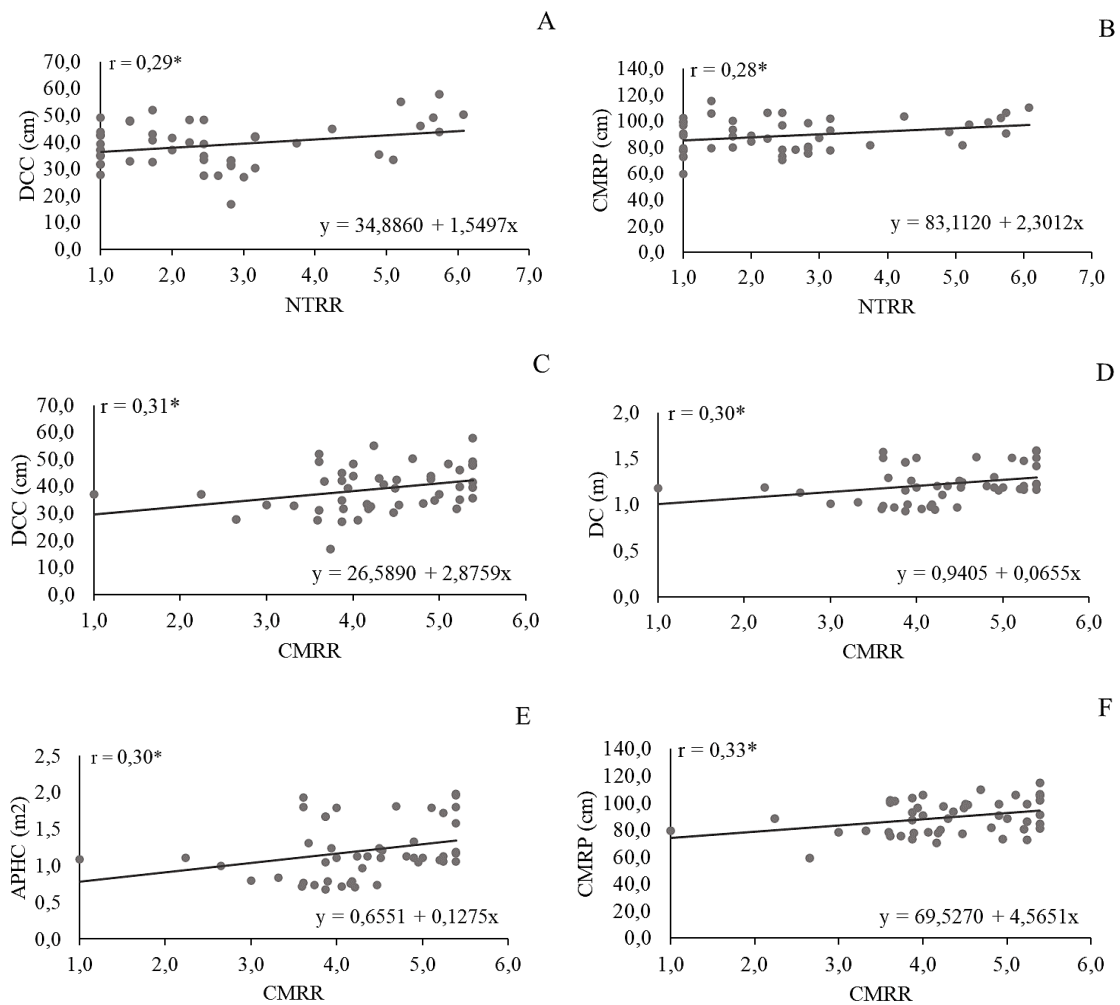 A
70,0
r = 0,29*
60,0
50,0
40,0
30,0
20,0
10,0
0,0
DCC (cm)
y = 34,8860 + 1,5497x
1,0 2,0 3,0 4,0 5,0 6,0 7,0
NTRR
B
140,0
r = 0,28*
120,0
100,0
80,0
60,0
40,0
20,0
0,0
CMRP (cm)
y = 83,1120 + 2,3012x
1,0 2,0 3,0 4,0 5,0 6,0 7,0
NTRR
C
70,0
r = 0,31*
60,0
50,0
40,0
30,0
20,0
10,0
0,0
DCC (cm)
y = 26,5890 + 2,8759x
1,0 2,0 3,0 4,0 5,0 6,0
CMRR
D
2,0
r = 0,30*
1,5
1,0
0,5
0,0
DC (m)
y = 0,9405 + 0,0655x
1,0 2,0 3,0 4,0 5,0 6,0
CMRR
E
2,5
r = 0,30*
2,0
1,5
1,0
0,5
0,0
APHC (m2)
y = 0,6551 + 0,1275x
1,0 2,0 3,0 4,0 5,0 6,0
CMRR
F
140,0
r = 0,33*
120,0
100,0
80,0
60,0
40,0
20,0
0,0
CMRP (cm)
y = 69,5270 + 4,5651x
1,0 2,0 3,0 4,0 5,0 6,0
CMRR